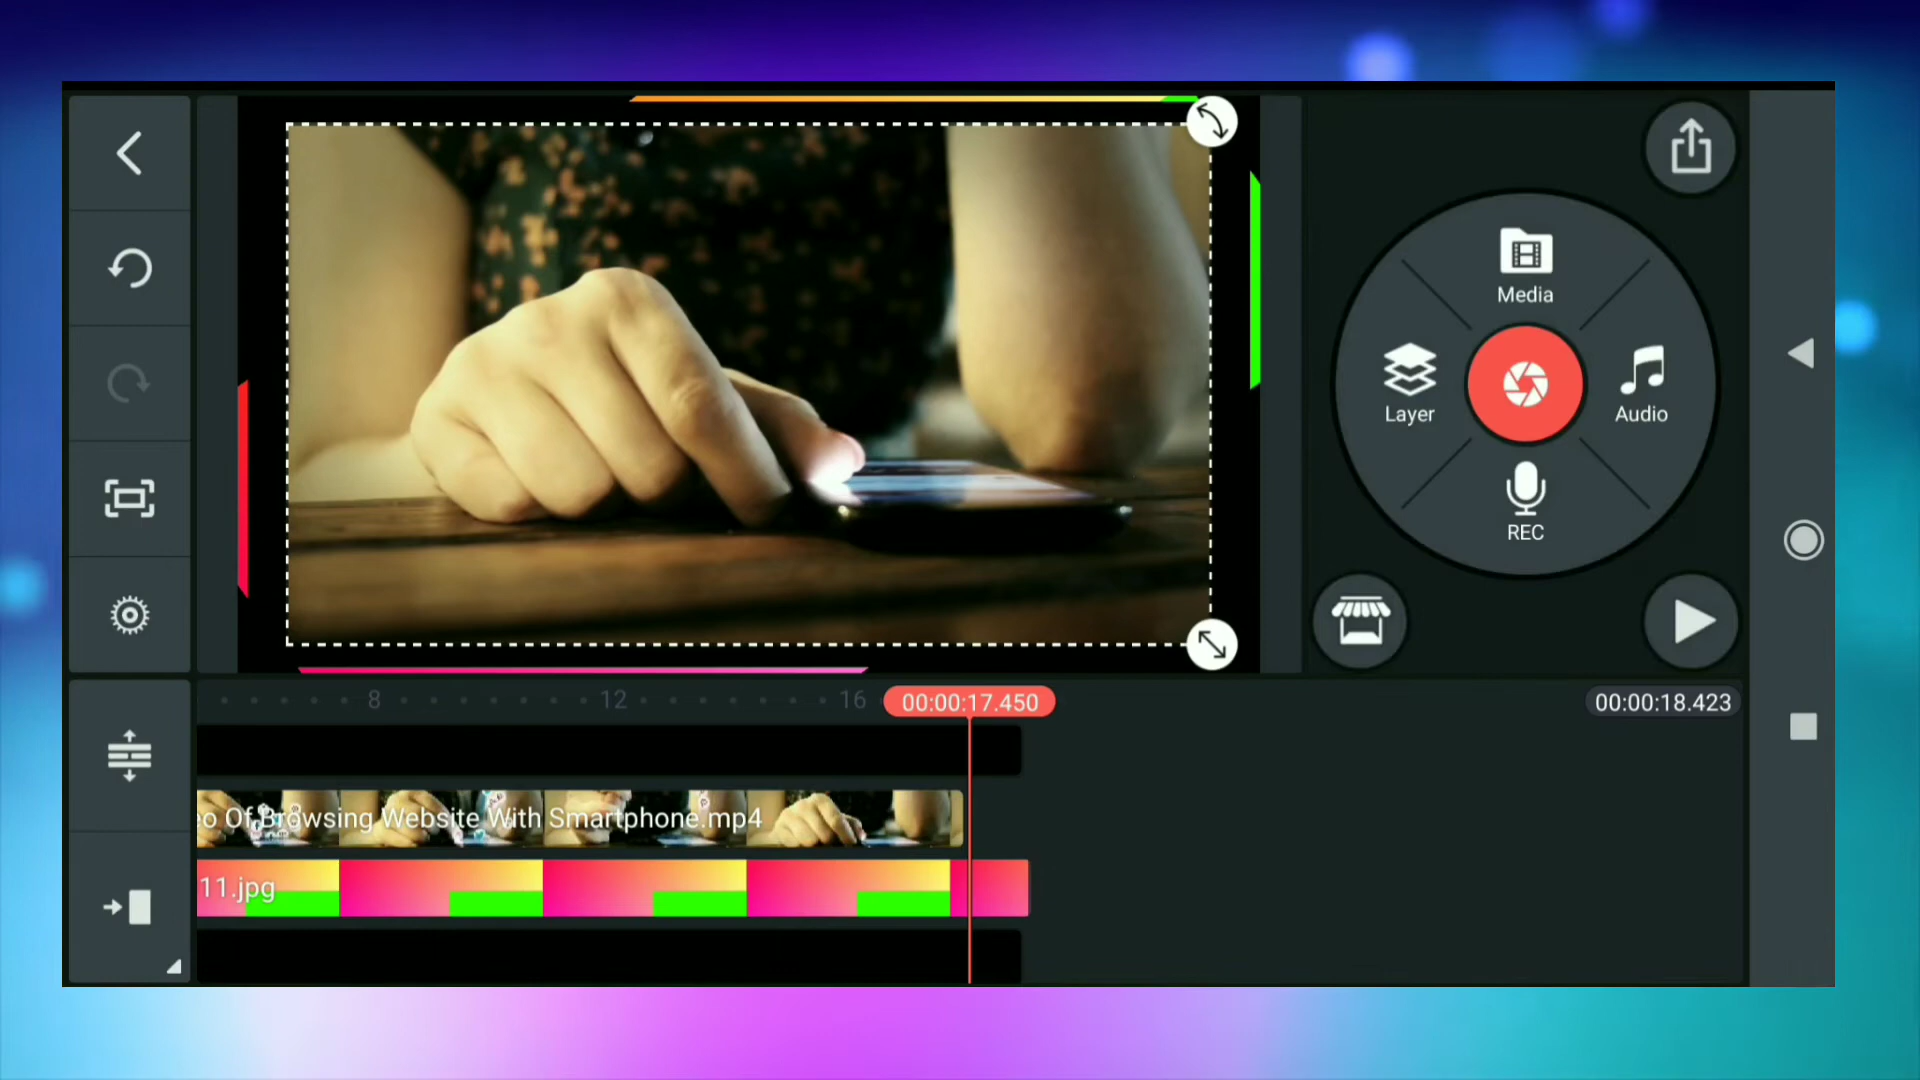 Media
Layer
Audio
REC
8
12
16
00:00:17.450
00:00:18.423
eo Of Browsing Website With Smartphone.mp4
11.jpg